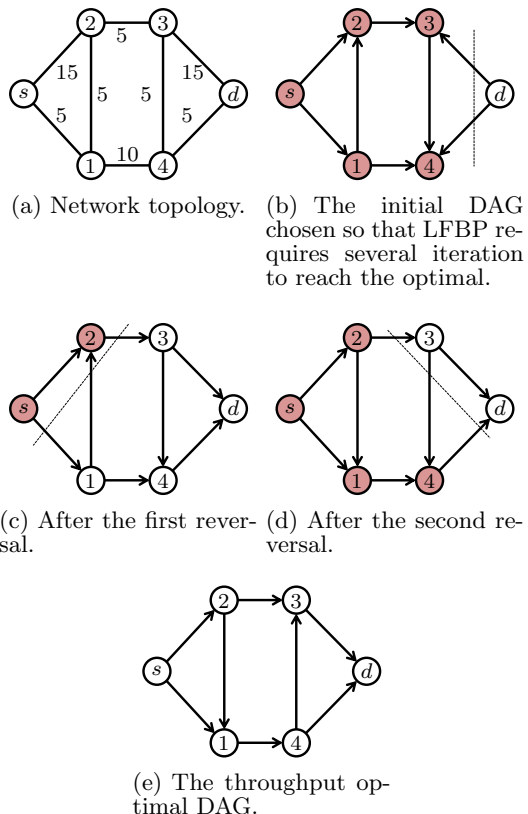 2 3
5
15 15
s 5 5 d
5 5
10
1 4
(a) Network topology.
2 3
s d
1 4
(b) The initial DAG
chosen so that LFBP re-
quires several iteration
to reach the optimal.
2 3
s d
1 4
(c) After the first rever-
sal.
2 3
s d
1 4
(d) After the second re-
versal.
2 3
s d
1 4
(e) The throughput op-
timal DAG.